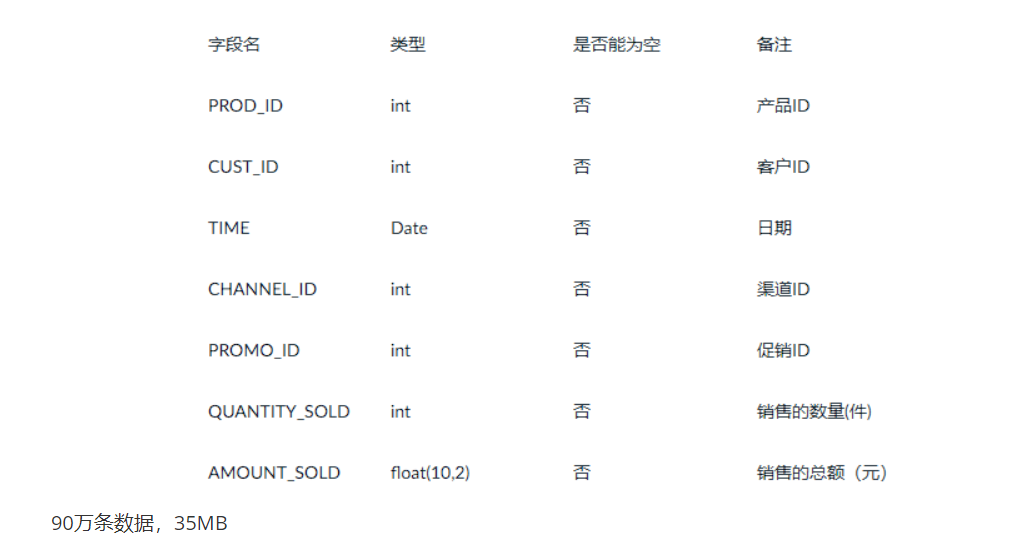 字段名 类型 是否能为空 备注
PROD_ID int 否 产品ID
CUST_ID int 否 客户ID
TIME Date 否 日期
CHANNEL_ID int 否 渠道ID
PROMO_ID int 否 促销ID
QUANTITY_SOLD int 否 销售的数量(件)
AMOUNT_SOLD float(10,2) 否 销售的总额（元）
90万条数据，35MB